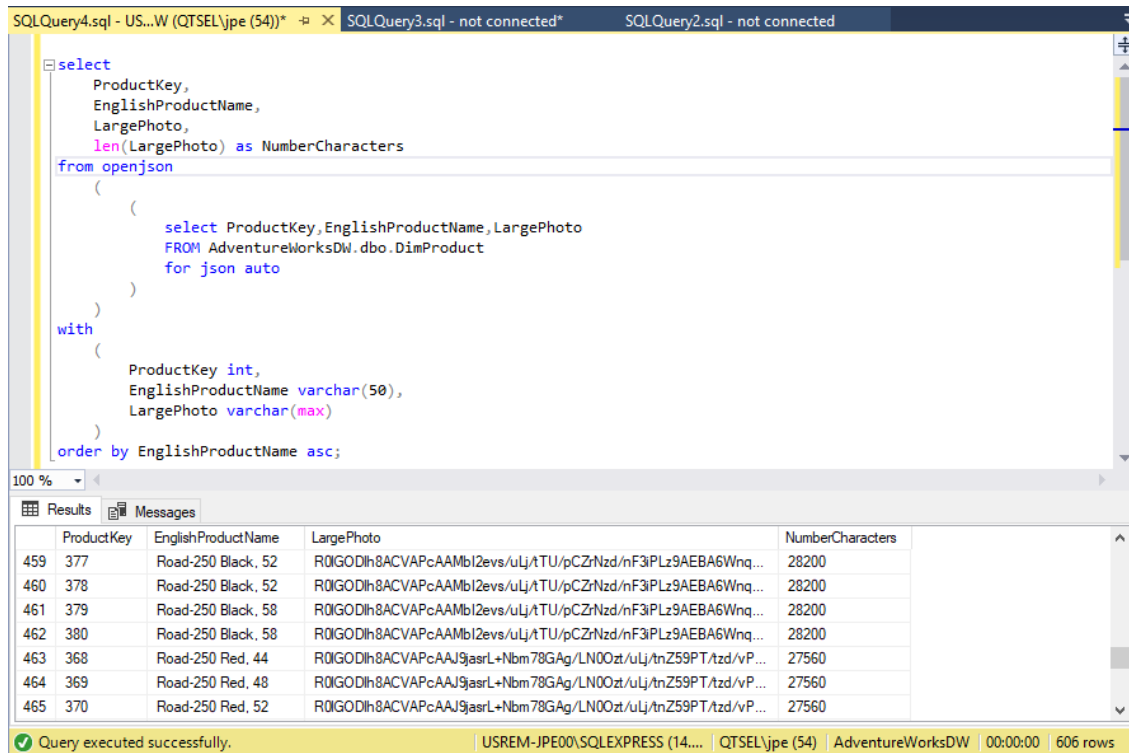 SQLQuery4.sql - US...W (QTSEL\jpe (54))* SQLQuery3.sql - not connected* SQLQuery2.sql - not connected
select
ProductKey,
EnglishProductName,
LargePhoto,
len(LargePhoto) as NumberCharacters
from openjson
(
(
select ProductKey,EnglishProductName,LargePhoto
FROM AdventureWorksDW.dbo.DimProduct
for json auto
)
)
with
(
ProductKey int,
EnglishProductName varchar(50),
LargePhoto varchar(max)
)
order by EnglishProductName asc;
100 %
Results Messages
ProductKey EnglishProductName LargePhoto NumberCharacters
459 377 Road-250 Black, 52 R0lGODlh8ACVAPcAAMbI2evs/uLj/tTU/pCZrNzd/nF3iPLz9AEBA6Wnq... 28200
460 378 Road-250 Black, 52 R0lGODlh8ACVAPcAAMbI2evs/uLj/tTU/pCZrNzd/nF3iPLz9AEBA6Wnq... 28200
461 379 Road-250 Black, 58 R0lGODlh8ACVAPcAAMbI2evs/uLj/tTU/pCZrNzd/nF3iPLz9AEBA6Wnq... 28200
462 380 Road-250 Black, 58 R0lGODlh8ACVAPcAAMbI2evs/uLj/tTU/pCZrNzd/nF3iPLz9AEBA6Wnq... 28200
463 368 Road-250 Red, 44 R0lGODlh8ACVAPcAAJ9jasrL+Nbm78GAg/LN0Ozt/uLj/tnZ59PT/tzd/vP... 27560
464 369 Road-250 Red, 48 R0lGODlh8ACVAPcAAJ9jasrL+Nbm78GAg/LN0Ozt/uLj/tnZ59PT/tzd/vP... 27560
465 370 Road-250 Red, 52 R0lGODlh8ACVAPcAAJ9jasrL+Nbm78GAg/LN0Ozt/uLj/tnZ59PT/tzd/vP... 27560
Query executed successfully. USREM-JPE00\SQLEXPRESS (14.... QTSEL\jpe (54) AdventureWorksDW 00:00:00 606 rows